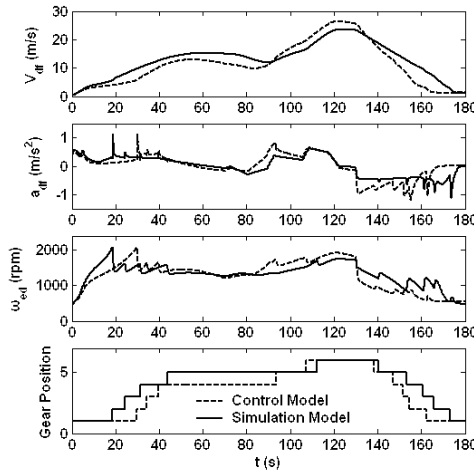 30
20
10
0
V_df (m/s)
0 20 40 60 80 100 120 140 160 180
1
0
-1
a_df (m/s²)
0 20 40 60 80 100 120 140 160 180
2000
1000
0
ω_ed (rpm)
0 20 40 60 80 100 120 140 160 180
5
0
Gear Position
Control Model
Simulation Model
0 20 40 60 80 100 120 140 160 180
t (s)